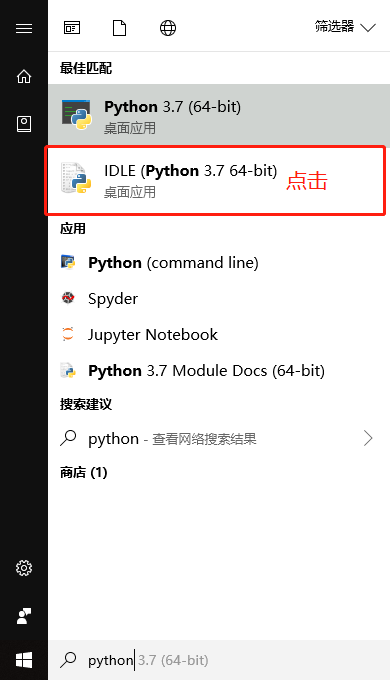 筛选器
最佳匹配
Python 3.7 (64-bit)
桌面应用
IDLE (Python 3.7 64-bit)
桌面应用
点击
应用
Python (command line)
Spyder
Jupyter Notebook
Python 3.7 Module Docs (64-bit)
搜索建议
python - 查看网络搜索结果
商店 (1)
python 3.7 (64-bit)